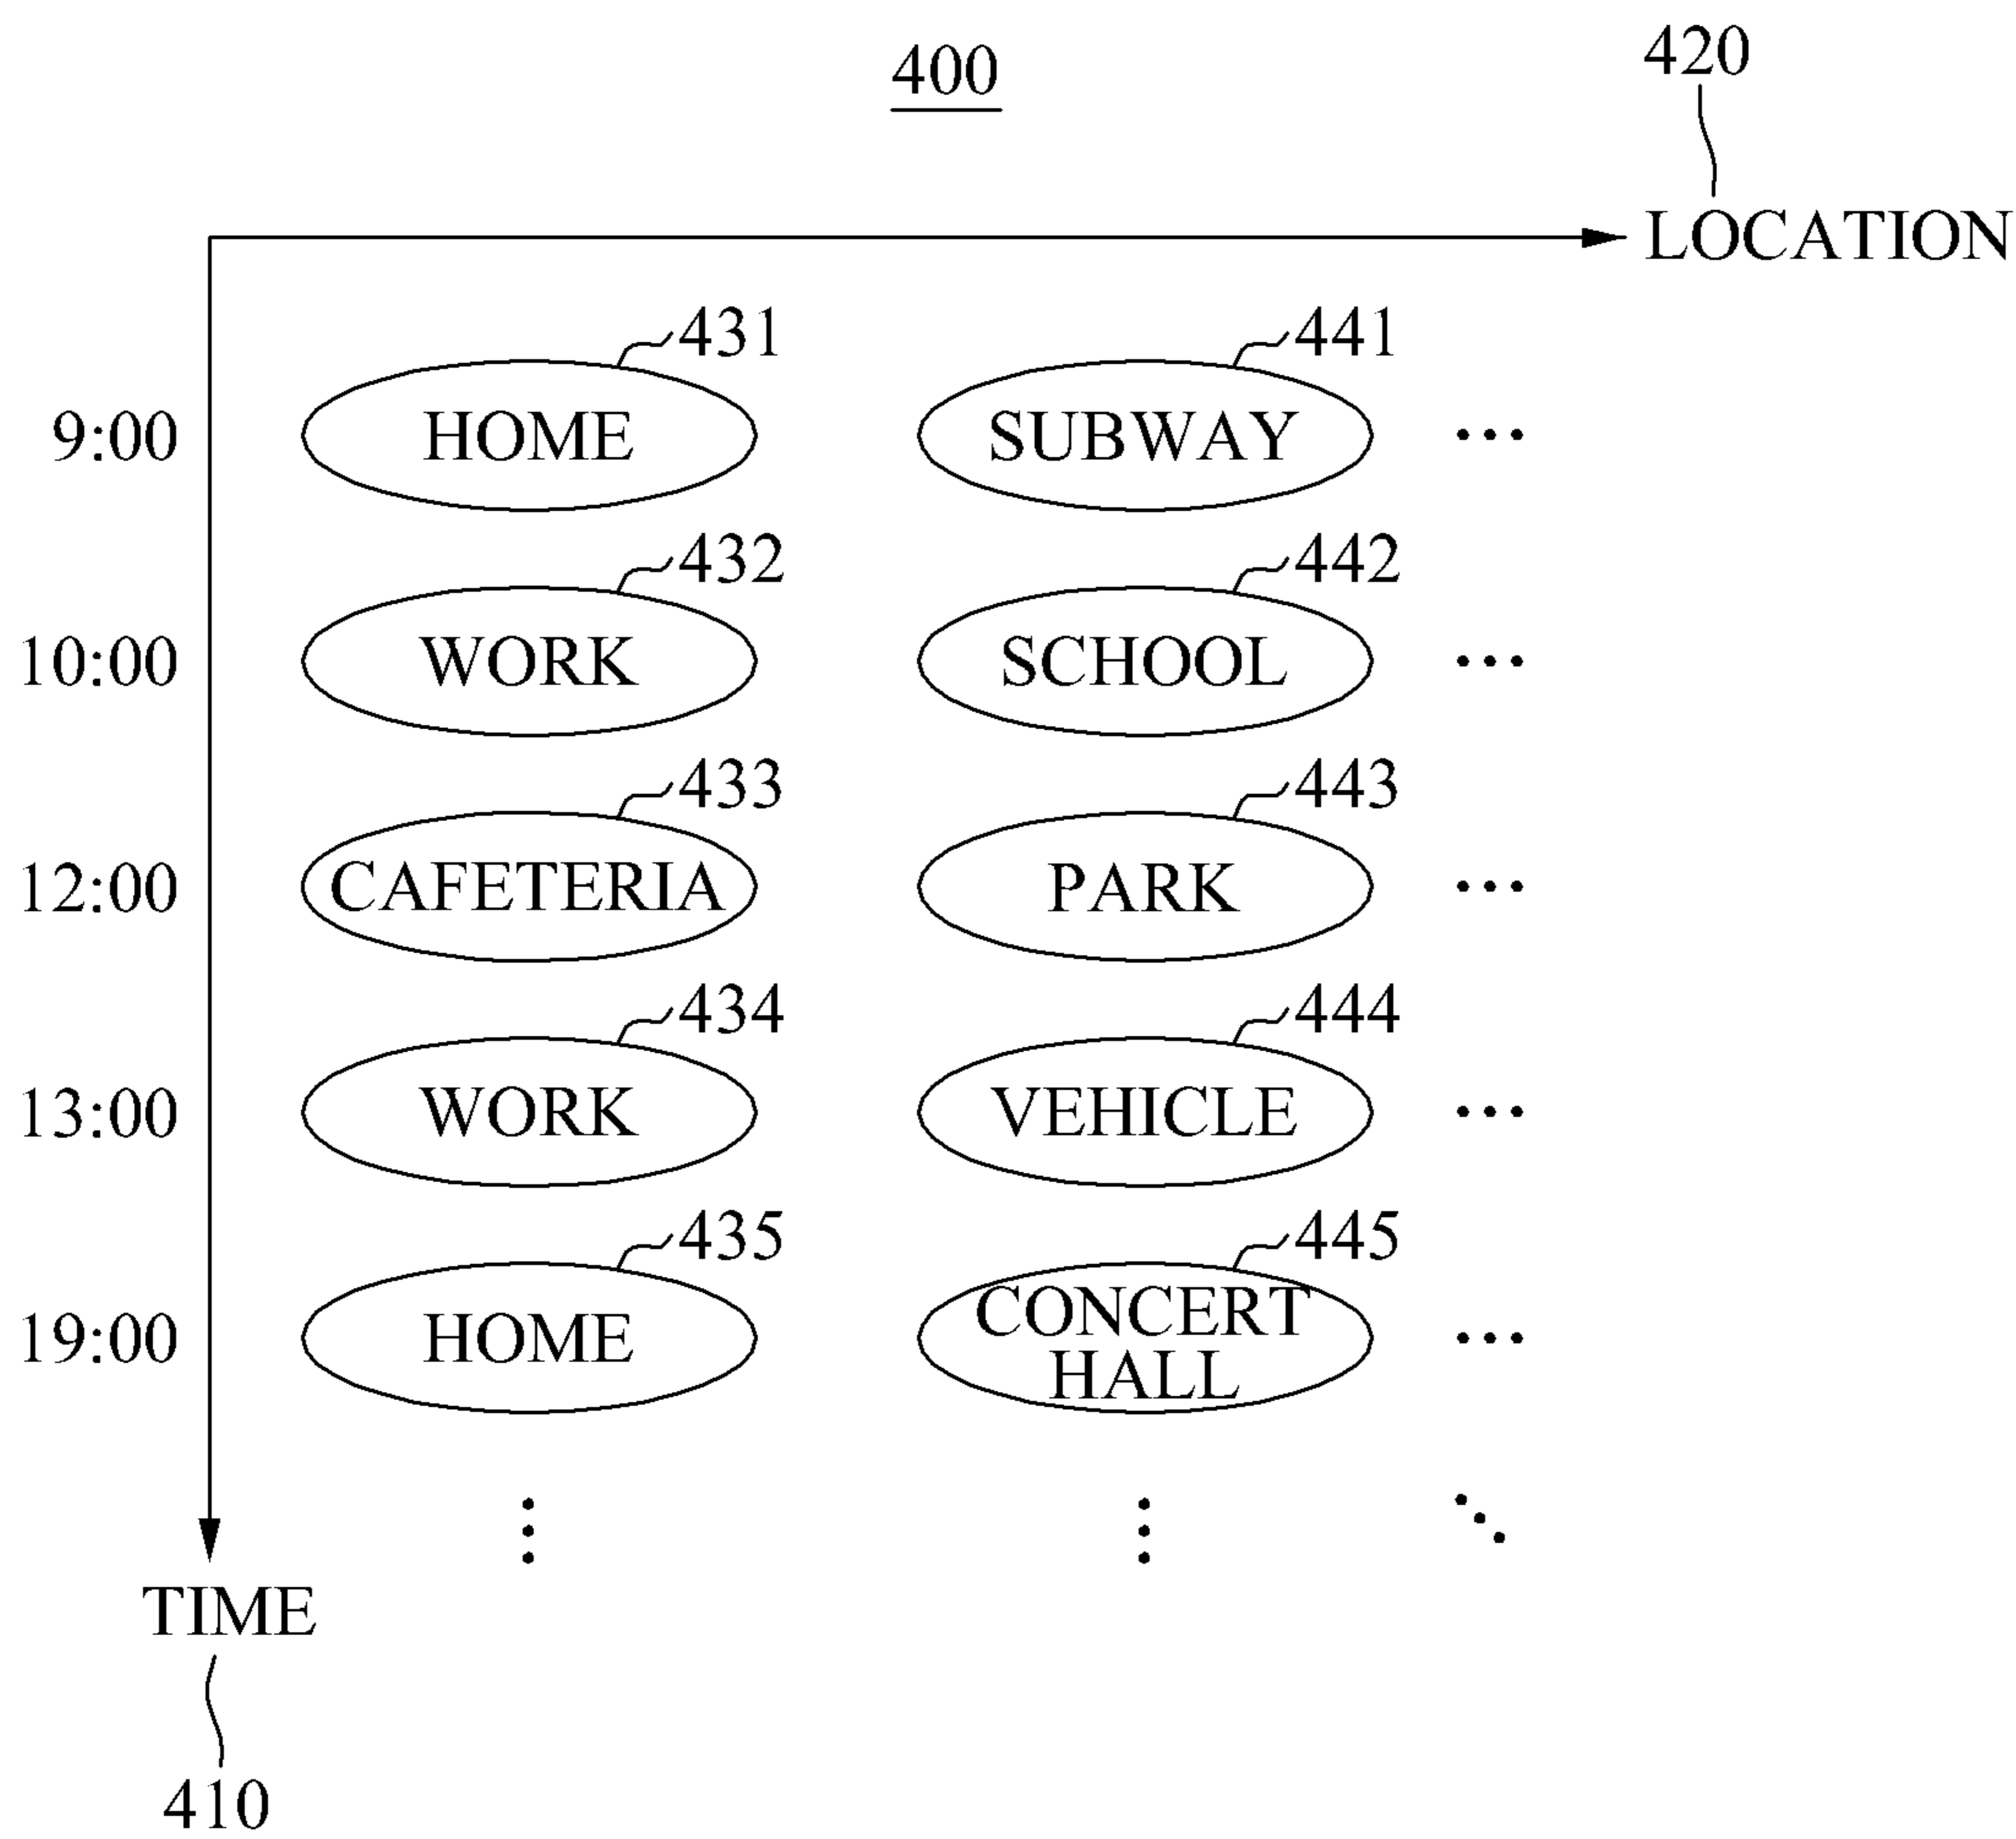 400
420
LOCATION
431
441
9:00
HOME
SUBWAY
...
432
442
10:00
WORK
SCHOOL
...
433
443
12:00
CAFETERIA
PARK
...
434
444
13:00
WORK
VEHICLE
...
435
445
19:00
HOME
CONCERT
HALL
...
TIME
410